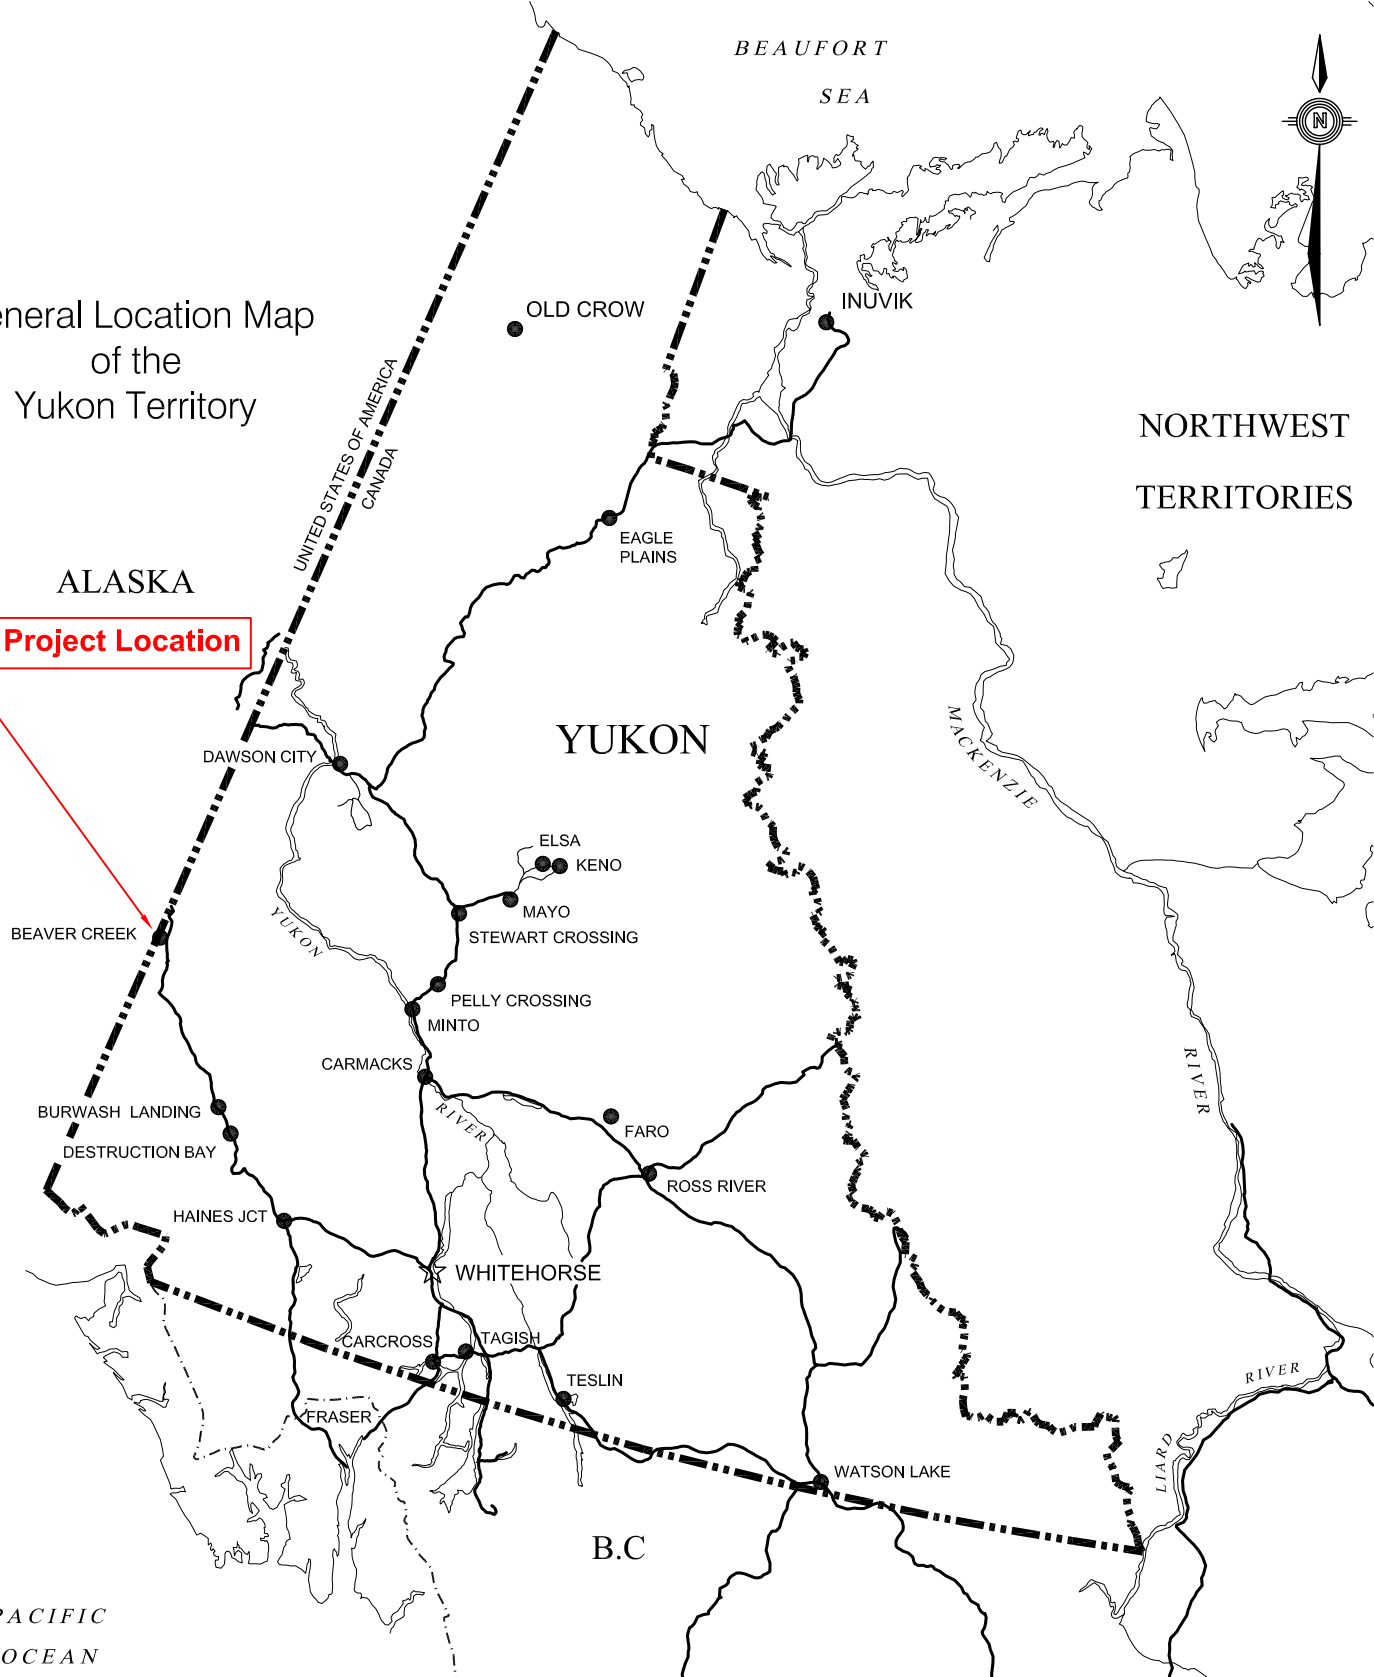 BEAUFORT
SEA
N
OLD CROW
INUVIK
eneral Location Map
of the
Yukon Territory
UNITED STATES OF AMERICA
CANADA
NORTHWEST
TERRITORIES
EAGLE
PLAINS
ALASKA
Project Location
YUKON
MACKENZIE
DAWSON CITY
ELSA
KENO
MAYO
YUKON
BEAVER CREEK
STEWART CROSSING
PELLY CROSSING
MINTO
CARMACKS
RIVER
BURWASH LANDING
RIVER
FARO
DESTRUCTION BAY
ROSS RIVER
HAINES JCT
WHITEHORSE
CARCROSS
TAGISH
TESLIN
RIVER
FRASER
LIARD
WATSON LAKE
B.C
PACIFIC
OCEAN